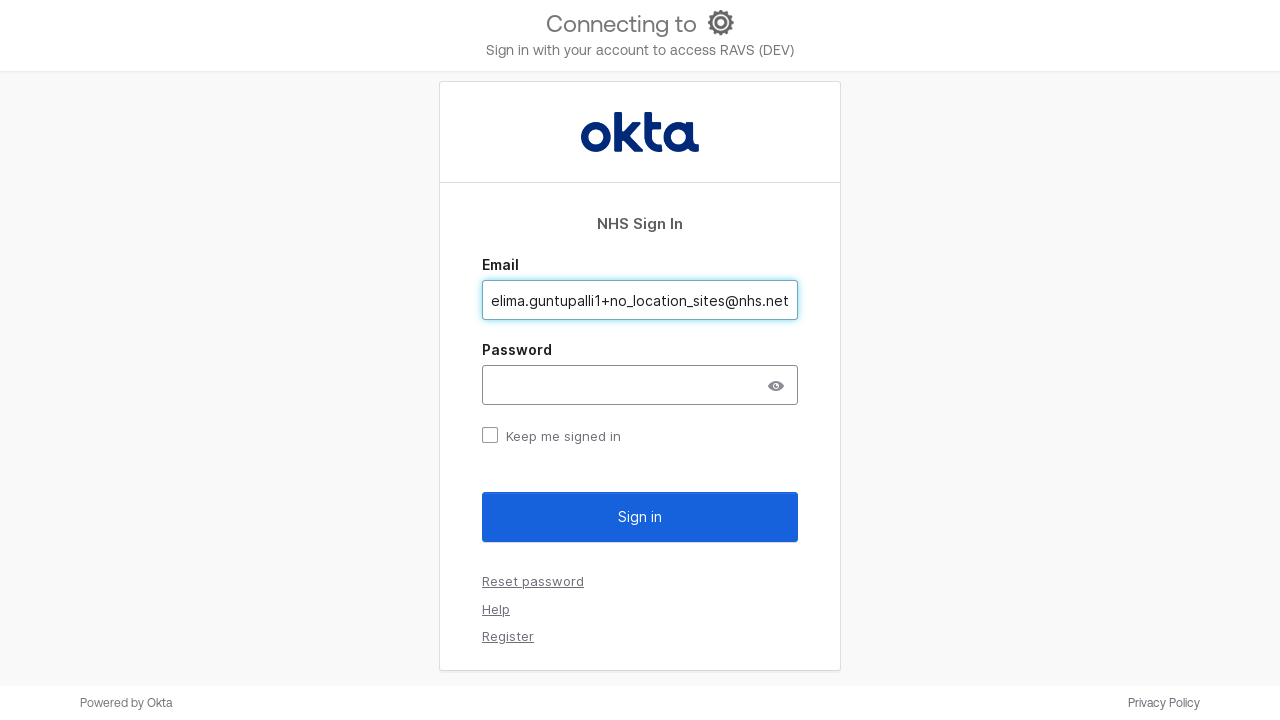 Connecting to
Sign in with your account to access RAVS (DEV)
okta
NHS Sign In
Email
elima.guntupalli1+no_location_sites@nhs.net
Password
Keep me signed in
Sign in
Reset password
Help
Register
Powered by Okta
Privacy Policy